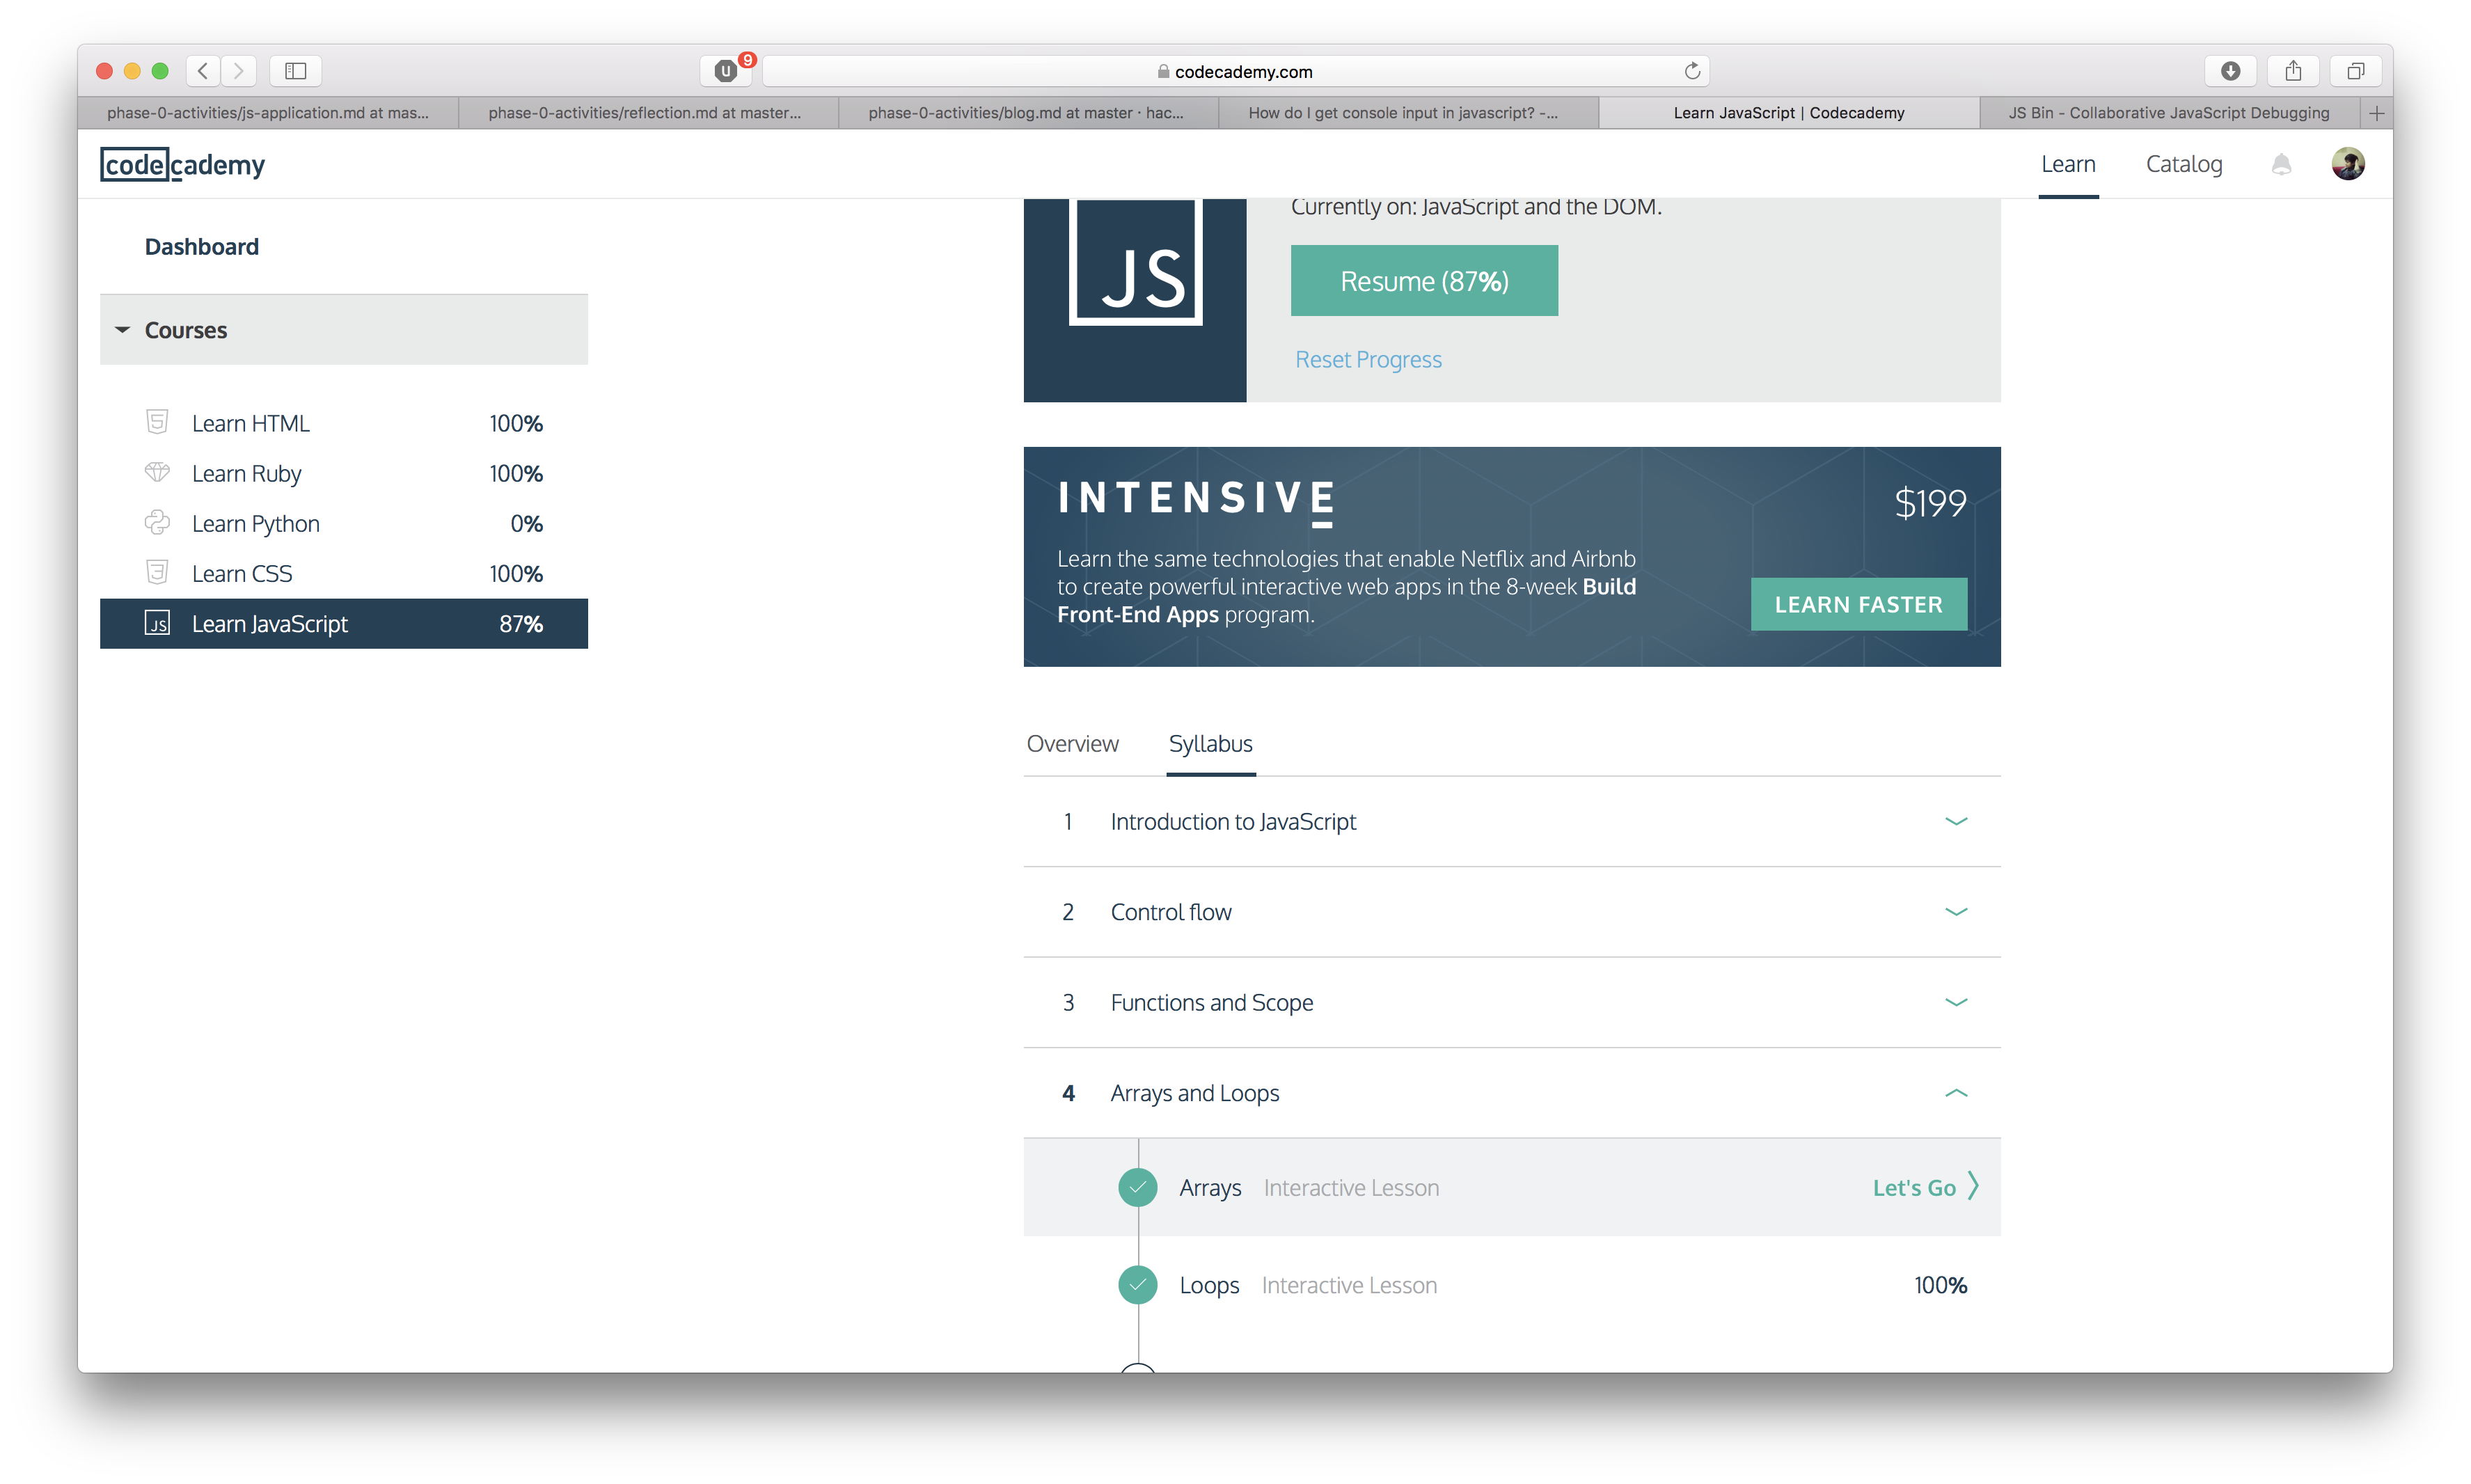 U
9
codecademy.com
phase-0-activities/js-application.md at mas...
phase-0-activities/reflection.md at master...
phase-0-activities/blog.md at master · hac...
How do I get console input in javascript? -...
Learn JavaScript | Codecademy
JS Bin - Collaborative JavaScript Debugging
codecademy
Learn
Catalog
Dashboard
Courses
5 Learn HTML 100%
Learn Ruby 100%
Learn Python 0%
3 Learn CSS 100%
JS Learn JavaScript 87%
JS
Currently on: JavaScript and the DOM.
Resume (87%)
Reset Progress
INTENSIVE
$199
Learn the same technologies that enable Netflix and Airbnb
to create powerful interactive web apps in the 8-week Build
Front-End Apps program.
LEARN FASTER
Overview Syllabus
1 Introduction to JavaScript
2 Control flow
3 Functions and Scope
4 Arrays and Loops
Arrays Interactive Lesson Let's Go
Loops Interactive Lesson 100%